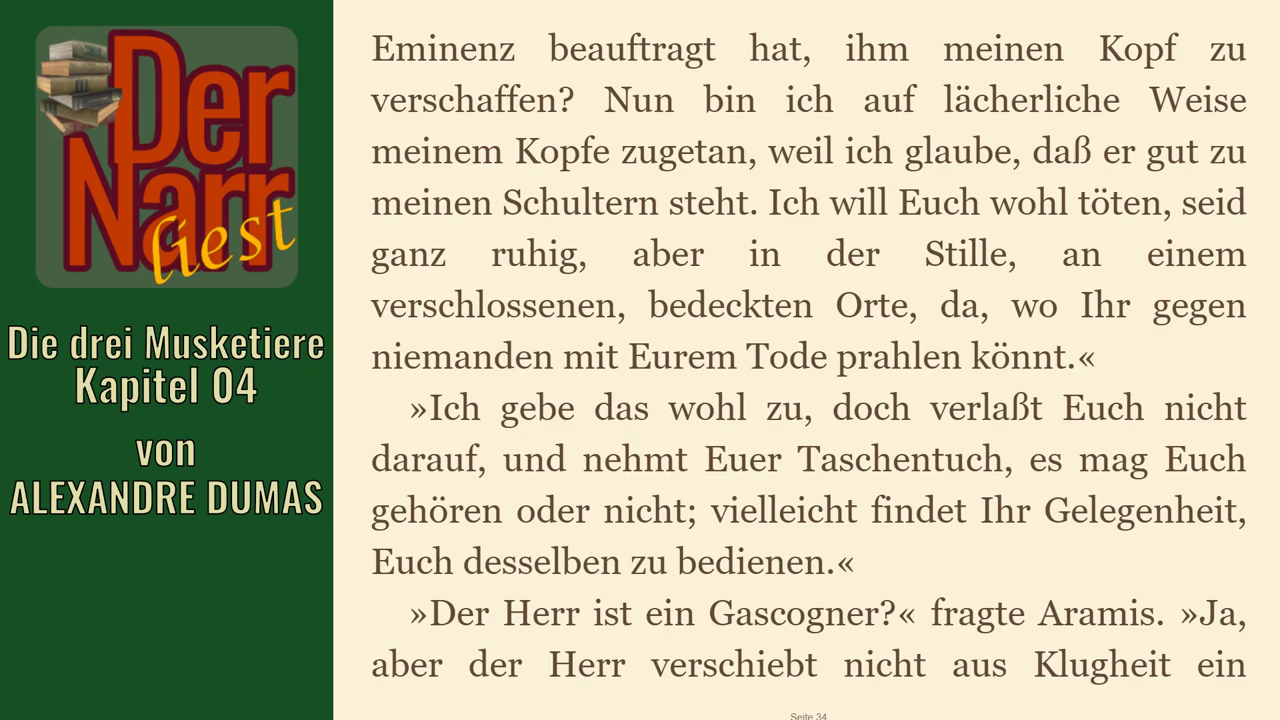 Der
Narr
liest
Die drei Musketiere
Kapitel 04
von
ALEXANDRE DUMAS
Eminenz beauftragt hat, ihm meinen Kopf zu
verschaffen? Nun bin ich auf lächerliche Weise
meinem Kopfe zugetan, weil ich glaube, daß er gut zu
meinen Schultern steht. Ich will Euch wohl töten, seid
ganz ruhig, aber in der Stille, an einem
verschlossenen, bedeckten Orte, da, wo Ihr gegen
niemanden mit Eurem Tode prahlen könnt.«
»Ich gebe das wohl zu, doch verlaßt Euch nicht
darauf, und nehmt Euer Taschentuch, es mag Euch
gehören oder nicht; vielleicht findet Ihr Gelegenheit,
Euch desselben zu bedienen.«
»Der Herr ist ein Gascogner?« fragte Aramis. »Ja,
aber der Herr verschiebt nicht aus Klugheit ein
Seite 34